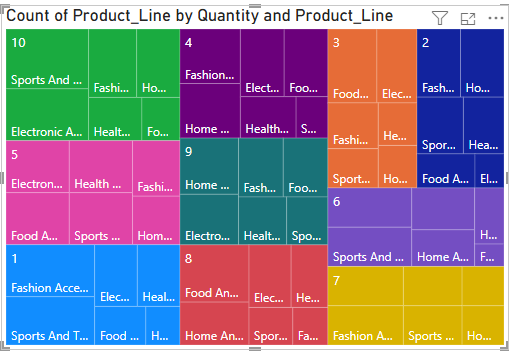 Count of Product_Line by Quantity and Product_Line
10
Sports And ...
Fashi...
Ho...
Electronic A...
Healt...
Fo...
5
Electron...
Health ...
Fashi...
Food A...
Sports ...
Hom...
1
Fashion Acce...
Elec...
Heal...
Sports And T...
Food ...
H...
4
Fashion...
Elect...
Foo...
Home ...
Health...
S...
9
Home ...
Fash...
Foo...
Electro...
Healt...
Spo...
8
Food An...
Elec...
He...
Home An...
Spor...
Fa...
3
Food...
Elec...
Fashi...
He...
Sport...
Ho...
2
Fash...
Ho...
Spor...
Hea...
Food A...
El...
6
Sports And ...
Home A...
H...
F...
7
Fashion A...
Sports ...
Ho...